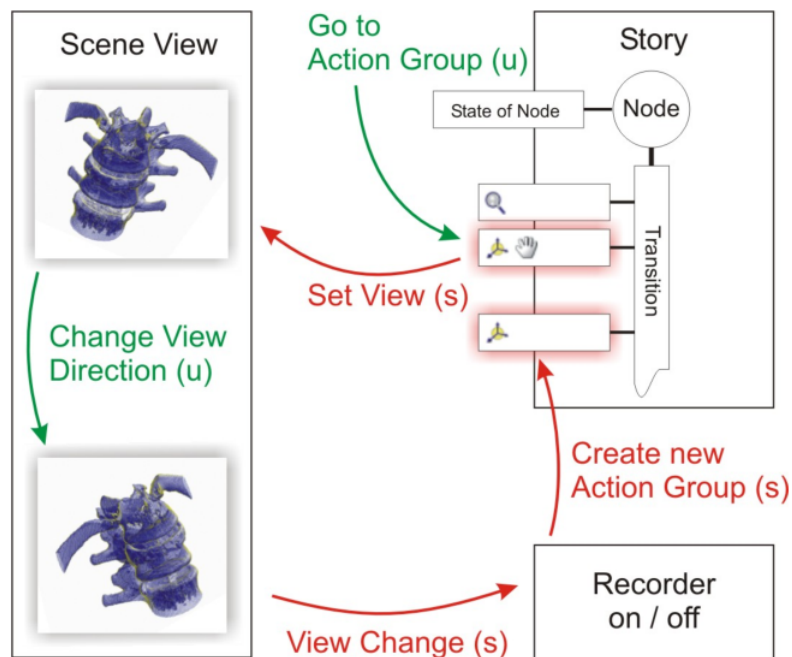 Scene View
Go to
Action Group (u)
Story
State of Node
Node
Transition
Set View (s)
Change View
Direction (u)
Create new
Action Group (s)
View Change (s)
Recorder
on / off